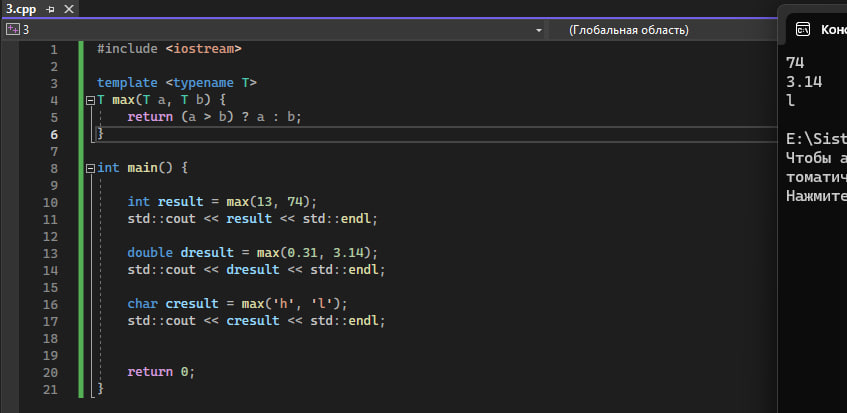 3.cpp
3
(Глобальная область)
1 #include <iostream>
2
3 template <typename T>
4 T max(T a, T b) {
5     return (a > b) ? a : b;
6 }
7
8 int main() {
9
10     int result = max(13, 74);
11     std::cout << result << std::endl;
12
13     double dresult = max(0.31, 3.14);
14     std::cout << dresult << std::endl;
15
16     char cresult = max('h', 'l');
17     std::cout << cresult << std::endl;
18
19
20     return 0;
21 }
Конс
74
3.14
l
E:\Sist
Чтобы а
томатич
Нажмите